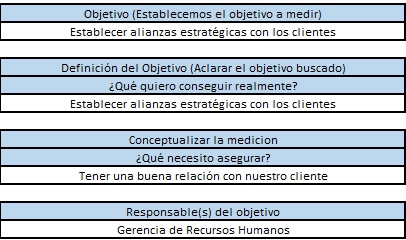 Objetivo (Establecemos el objetivo a medir)
Establecer alianzas estratégicas con los clientes
Definición del Objetivo (Aclarar el objetivo buscado)
¿Qué quiero conseguir realmente?
Establecer alianzas estratégicas con los clientes
Conceptualizar la medicion
¿Qué necesito asegurar?
Tener una buena relación con nuestro cliente
Responsable(s) del objetivo
Gerencia de Recursos Humanos